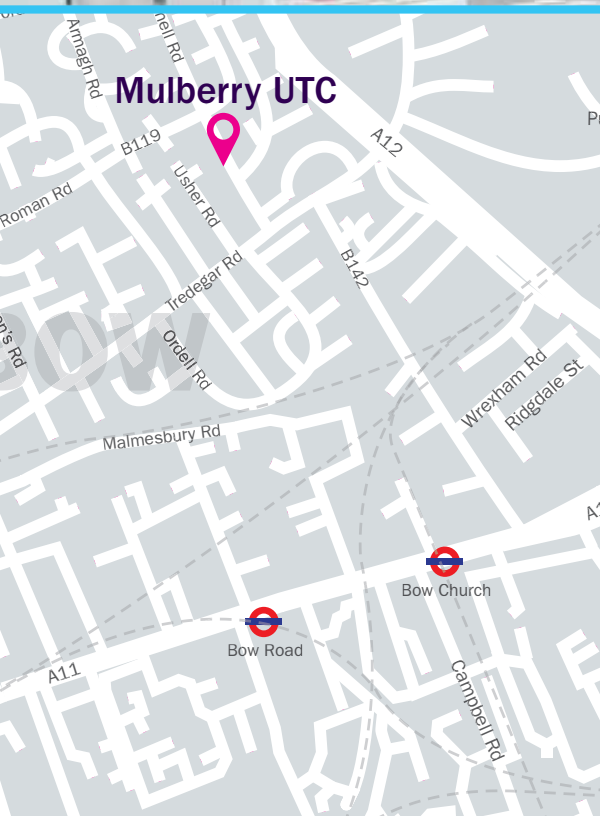 Armagh Rd
Mulberry UTC
B119
A12
Usher Rd
Roman Rd
Tredegar Rd
B142
BOW
Ordell Rd
Wrexham Rd
Ridgdale St
Malmesbury Rd
Bow Church
Bow Road
A11
Campbell Rd